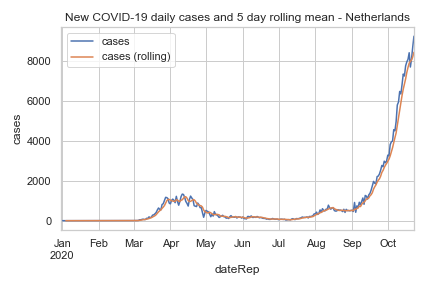 New COVID-19 daily cases and 5 day rolling mean - Netherlands
cases
cases (rolling)
8000
6000
4000
2000
0
cases
Jan Feb Mar Apr May Jun Jul Aug Sep Oct
2020
dateRep